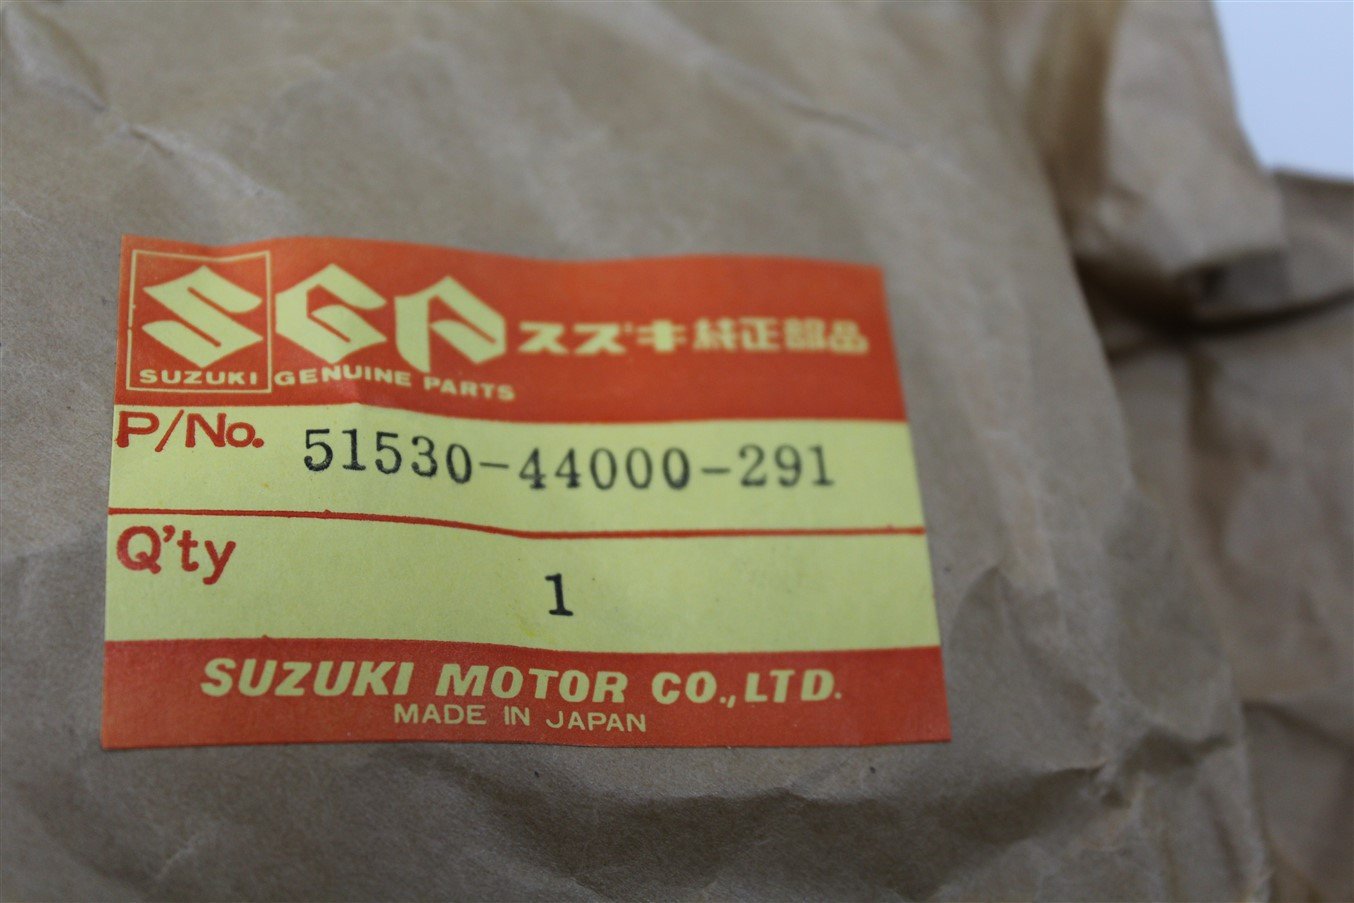 SGP スズキ純正部品
SUZUKI GENUINE PARTS
P/No. 51530-44000-291
Q'ty 1
SUZUKI MOTOR CO.,LTD.
MADE IN JAPAN